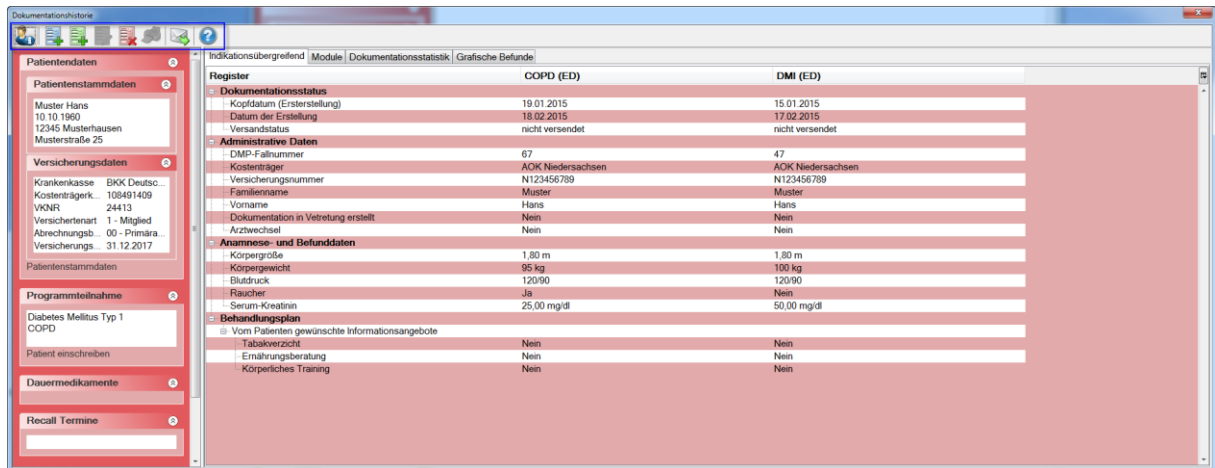 Dokumentationshistorie
Patientendaten
Patientenstammdaten
Muster Hans
10.10.1960
12345 Musterhausen
Musterstraße 25
Versicherungsdaten
Krankenkasse BKK Deutsc...
Kostenträgerk... 108491409
VKNR 24413
Versichertenart 1 - Mitglied
Abrechnungsb... 00 - Primära...
Versicherungs... 31.12.2017
Patientenstammdaten
Programmteilnahme
Diabetes Mellitus Typ 1
COPD
Patient einschreiben
Dauermedikamente
Recall Termine
Indikationsübergreifend Module Dokumentationsstatistik Grafische Befunde
Register COPD (ED) DMI (ED)
Dokumentationsstatus
Kopfdatum (Ersterstellung) 19.01.2015 15.01.2015
Datum der Erstellung 18.02.2015 17.02.2015
Versandstatus nicht versendet nicht versendet
Administrative Daten
DMP-Fallnummer 67 47
Kostenträger AOK Niedersachsen AOK Niedersachsen
Versicherungsnummer N123456789 N123456789
Familienname Muster Muster
Vorname Hans Hans
Dokumentation in Vetretung erstellt Nein Nein
Arztwechsel Nein Nein
Anamnese- und Befunddaten
Körpergröße 1,80 m 1,80 m
Körpergewicht 95 kg 100 kg
Blutdruck 120/90 120/90
Raucher Ja Nein
Serum-Kreatinin 25,00 mg/dl 50,00 mg/dl
Behandlungsplan
Vom Patienten gewünschte Informationsangebote
Tabakverzicht Nein Nein
Ernährungsberatung Nein Nein
Körperliches Training Nein Nein